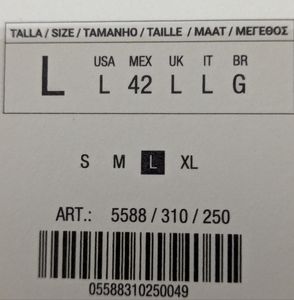 TALLA / SIZE / TAMANHO / TAILLE / MAAT / ΜΕΓΕΘΟΣ
L
USA MEX UK IT BR
L 42 L L G
S M L XL
ART.: 5588 / 310 / 250
05588310250049